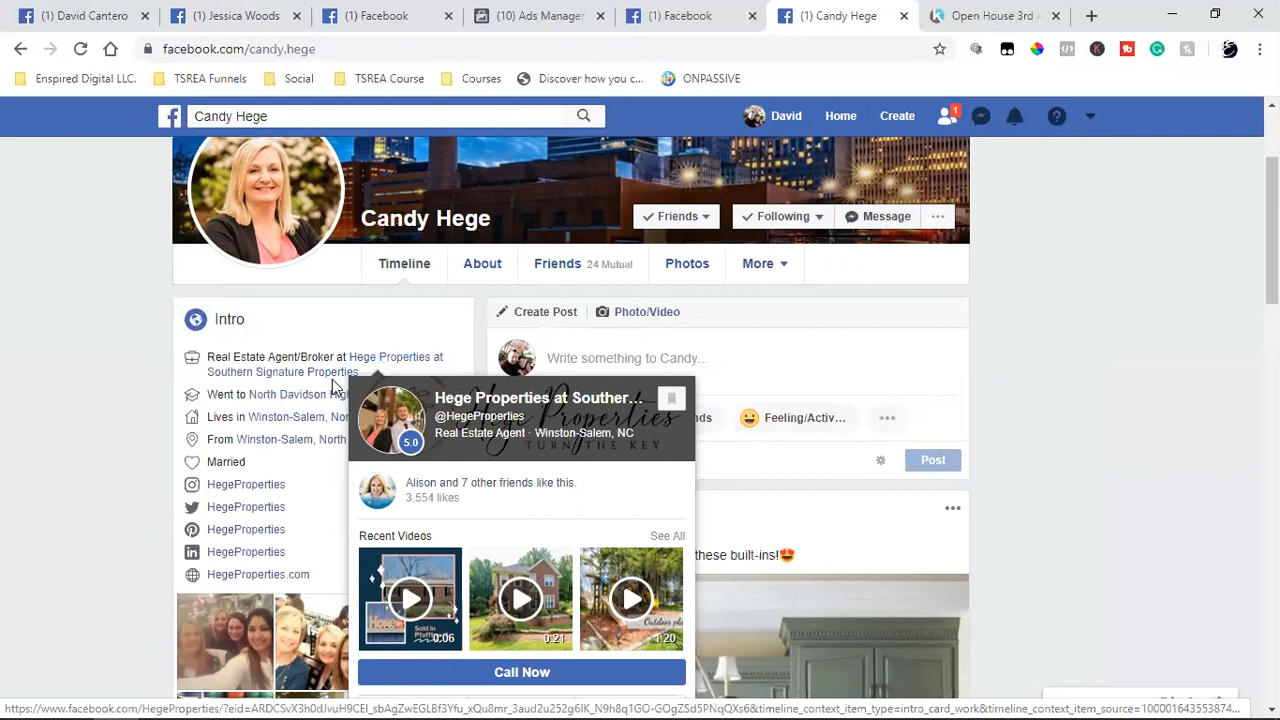 David Cantero
(1) Jessica Woods
(1) Facebook
(10) Ads Manager
(1) Facebook
(1) Candy Hege
Open House 3rd
facebook.com/candy.hege
Enspired Digital LLC.
TSREA Funnels
Social
TSREA Course
Courses
Discover how you c...
ONPASSIVE
Candy Hege
David
Home
Create
1
Candy Hege
Friends
Following
Message
Timeline
About
Friends 24 Mutual
Photos
More
Intro
Real Estate Agent/Broker at Hege Properties at
Southern Signature Properties
Went to North Davidson
Lives in Winston-Salem,
From Winston-Salem, North
Married
HegeProperties
HegeProperties
HegeProperties
HegeProperties
HegeProperties.com
Create Post
Photo/Video
Write something to Candy...
Feeling/Activ...
Post
these built-ins!😍
Hege Properties at Souther...
@HegeProperties
Real Estate Agent · Winston-Salem, NC
Hege Properties
TURN THE KEY
5.0
Alison and 7 other friends like this.
3,554 likes
Recent Videos
See All
0:06
0:21
Outdoor
1:20
Call Now